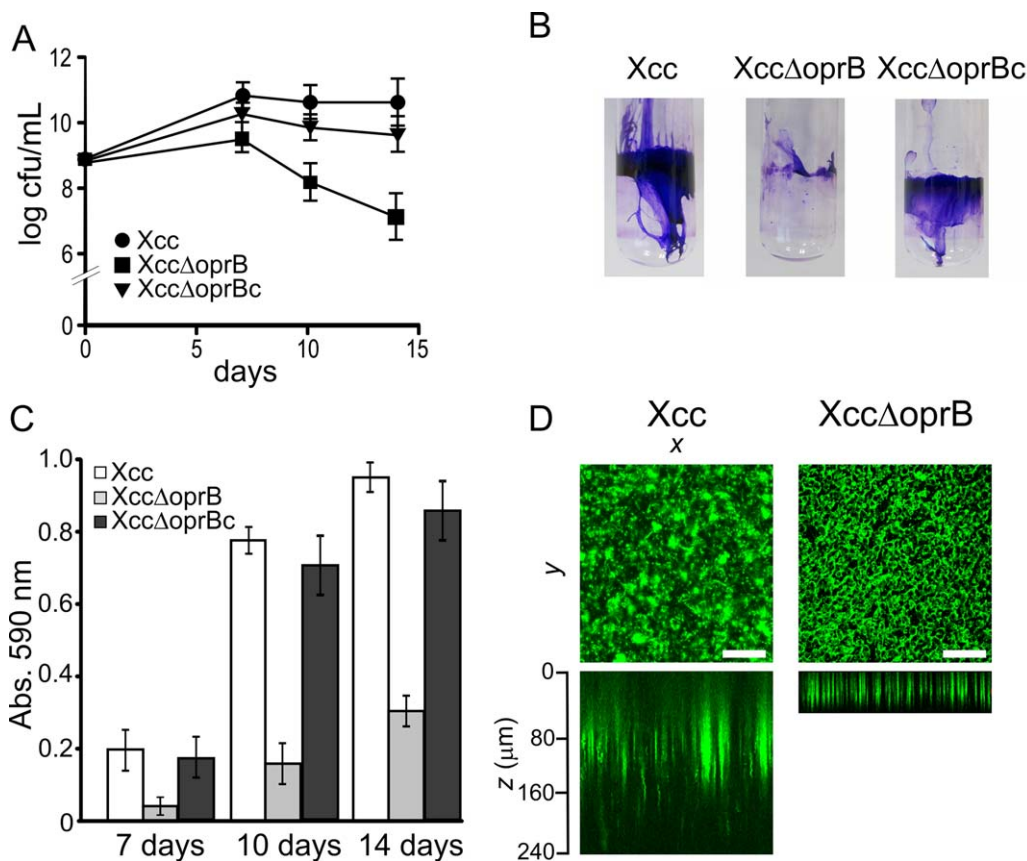 A
log cfu/mL
12
10
8
6
0
Xcc
XccΔoprB
XccΔoprBc
0 5 10 15
days
B
Xcc XccΔoprB XccΔoprBc
C
Abs. 590 nm
1.0
0.8
0.6
0.4
0.2
0
Xcc
XccΔoprB
XccΔoprBc
7 days 10 days 14 days
D
Xcc XccΔoprB
x
y
z (μm)
0
80
160
240